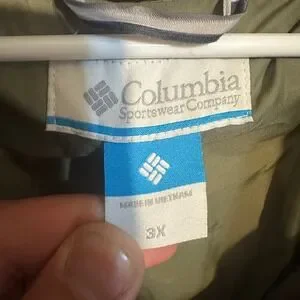 Columbia
Sportswear Company
MADE IN VIETNAM
3X